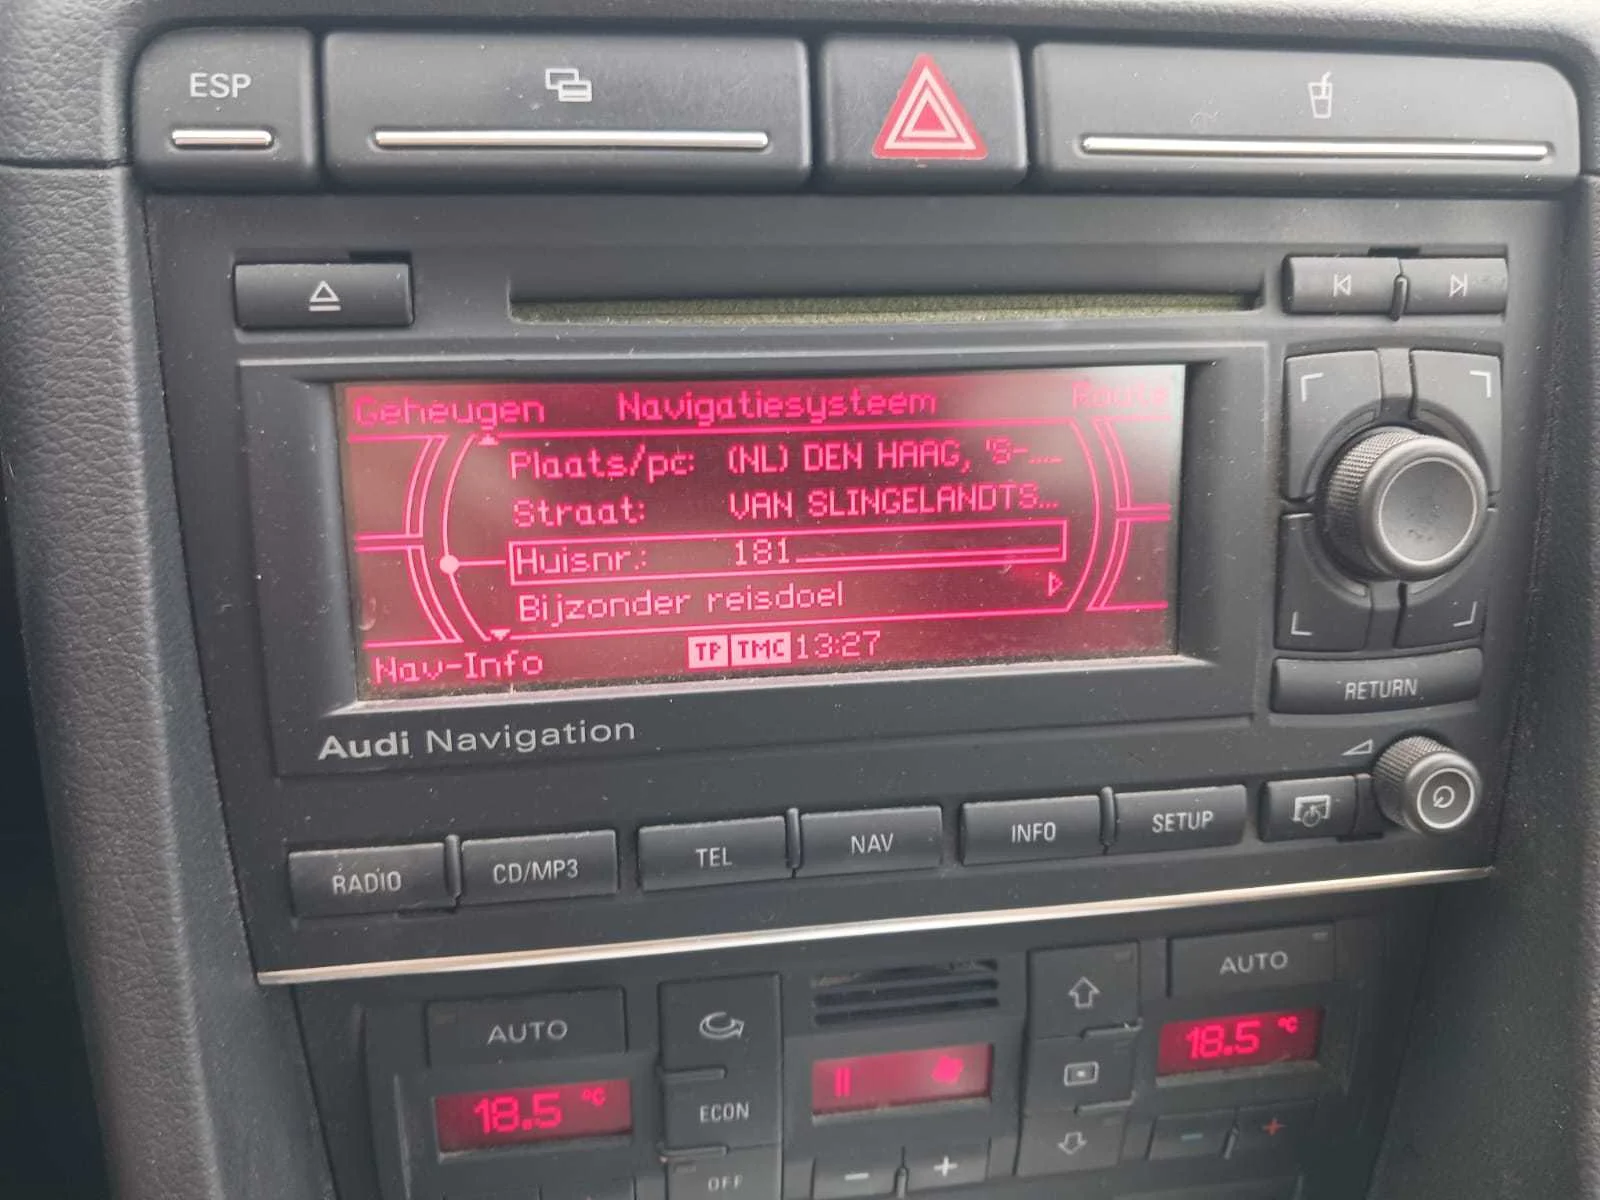 ESP
Geheugen Navigatiesysteem Route
Plaats/pc: (NL) DEN HAAG, 'S-...
Straat: VAN SLINGELANDTS...
Huisnr.: 181
Bijzonder reisdoel
Nav-Info TP TMC 13:27
RETURN
Audi Navigation
RADIO CD/MP3 TEL NAV INFO SETUP
AUTO AUTO
18.5 °C 18.5 °C
ECON
OFF